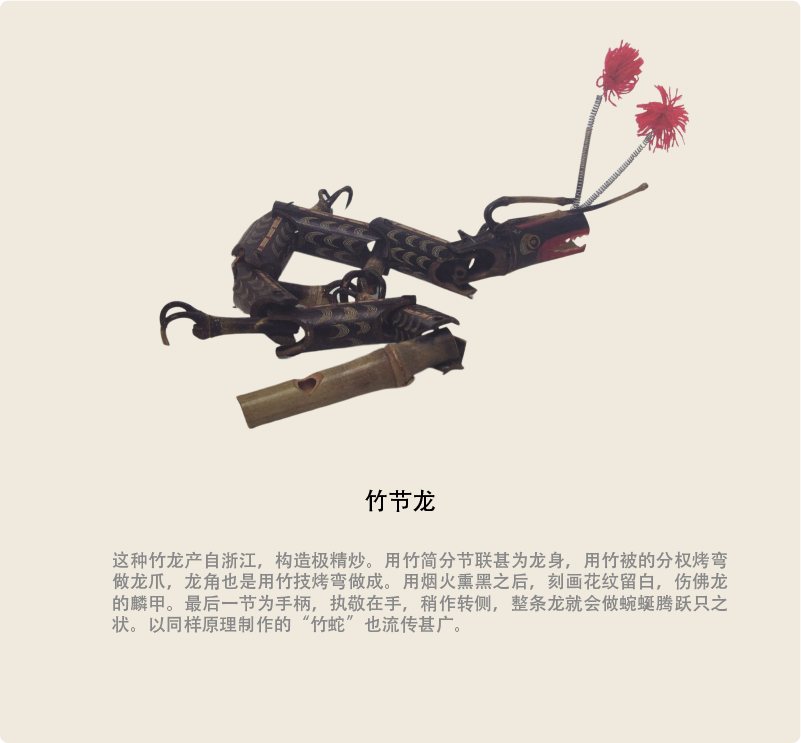 竹节龙
这种竹龙产自浙江，构造极精炒。用竹简分节联甚为龙身，用竹被的分权烤弯
做龙爪，龙角也是用竹技烤弯做成。用烟火熏黑之后，刻画花纹留白，伤佛龙
的麟甲。最后一节为手柄，执敬在手，稍作转侧，整条龙就会做蜿蜒腾跃只之
状。以同样原理制作的“竹蛇”也流传甚广。